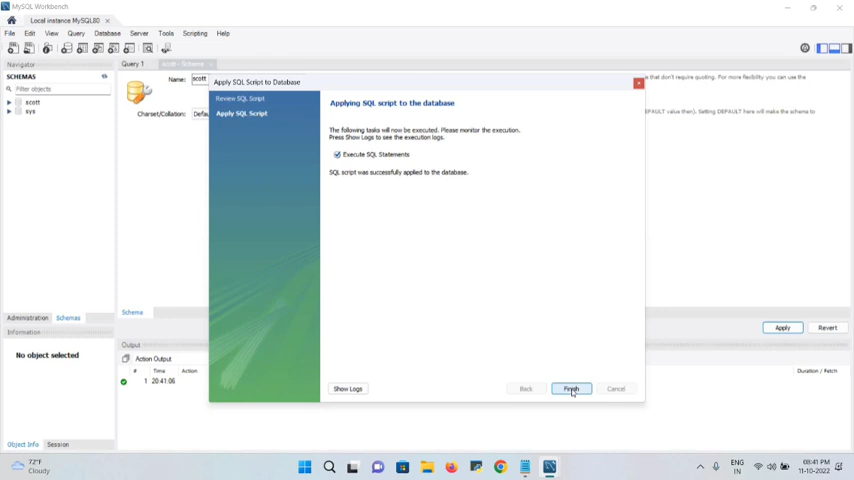 MySQL Workbench
Local instance MySQL80
File Edit View Query Database Server Tools Scripting Help
Navigator
SCHEMAS
Filter objects
scott
sys
Administration Schemas
Information
No object selected
Object Info Session
Query 1
scott - Schema
Name: scott
Charset/Collation: Defau
s that don't require quoting. For more flexibility you can use the
EFAULT value then). Setting DEFAULT here will make the schema to
Apply SQL Script to Database
Review SQL Script
Apply SQL Script
Applying SQL script to the database
The following tasks will now be executed. Please monitor the execution.
Press Show Logs to see the execution logs.
Execute SQL Statements
SQL script was successfully applied to the database.
Show Logs Back Finish Cancel
Schema
Apply Revert
Output
Action Output
# Time Action
Duration / Fetch
1 20:41:06
72°F
Cloudy
ENG
IN
08:41 PM
11-10-2022